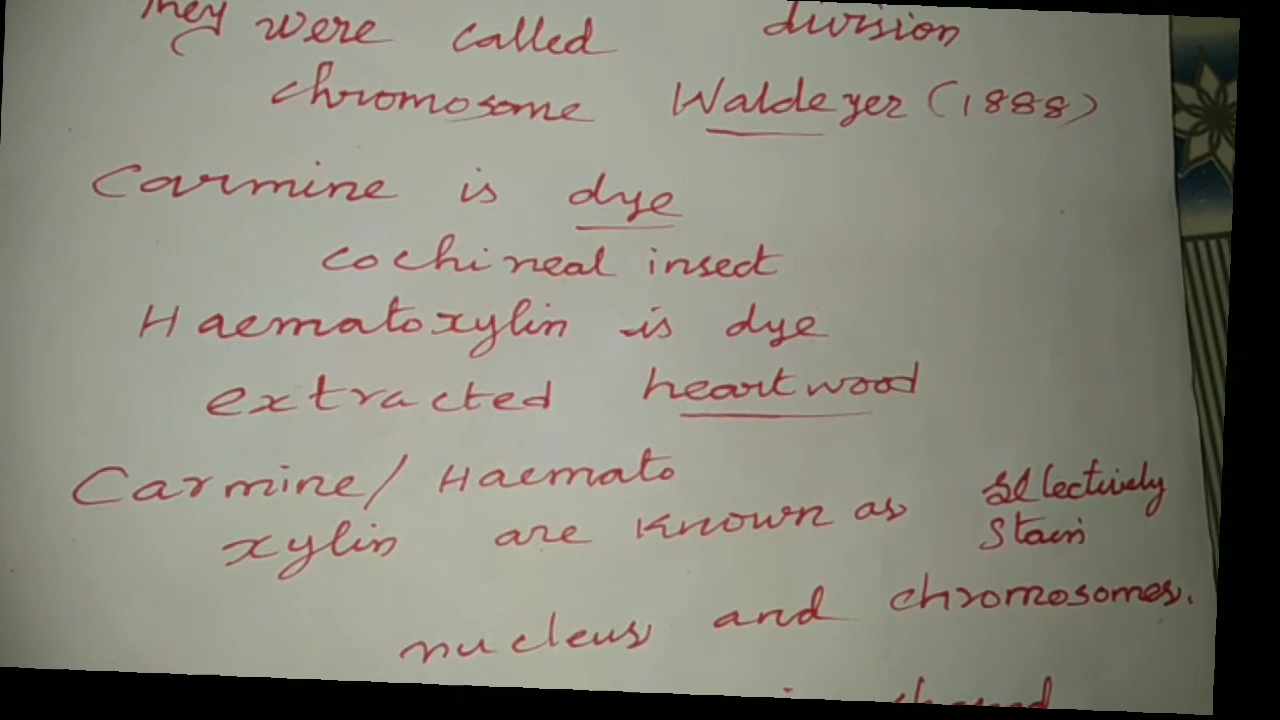 They were called division
chromosome Waldeyer (1888)
Carmine is dye
cochineal insect
Haematoxylin is dye
extracted heartwood
Carmine/Haemato
xylin are known as selectively
stain
nucleus and chromosomes.